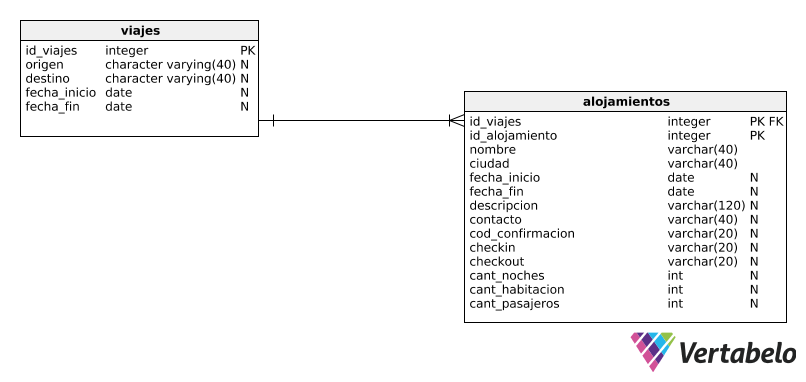 viajes
id_viajes integer PK
origen character varying(40) N
destino character varying(40) N
fecha_inicio date N
fecha_fin date N
alojamientos
id_viajes integer PK FK
id_alojamiento integer PK
nombre varchar(40)
ciudad varchar(40)
fecha_inicio date N
fecha_fin date N
descripcion varchar(120) N
contacto varchar(40) N
cod_confirmacion varchar(20) N
checkin varchar(20) N
checkout varchar(20) N
cant_noches int N
cant_habitacion int N
cant_pasajeros int N
Vertabelo